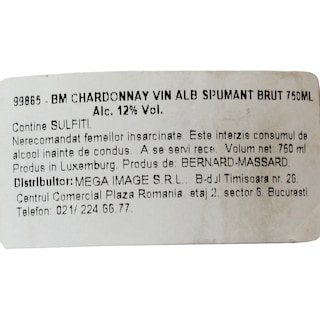 99865 - BM CHARDONNAY VIN ALB SPUMANT BRUT 750ML
Alc. 12% Vol.
Contine SULFITI.
Nerecomandat femeilor insarcinate. Este interzis consumul de
alcool inainte de condus. A se servi rece. Volum net: 750 ml
Produs in Luxemburg. Produs de: BERNARD-MASSARD.
Distribuitor: MEGA IMAGE S.R.L., B-dul Timisoara nr. 26.
Centrul Comercial Plaza Romania, etaj 2, sector 6, Bucuresti.
Telefon: 021/ 224.66.77.